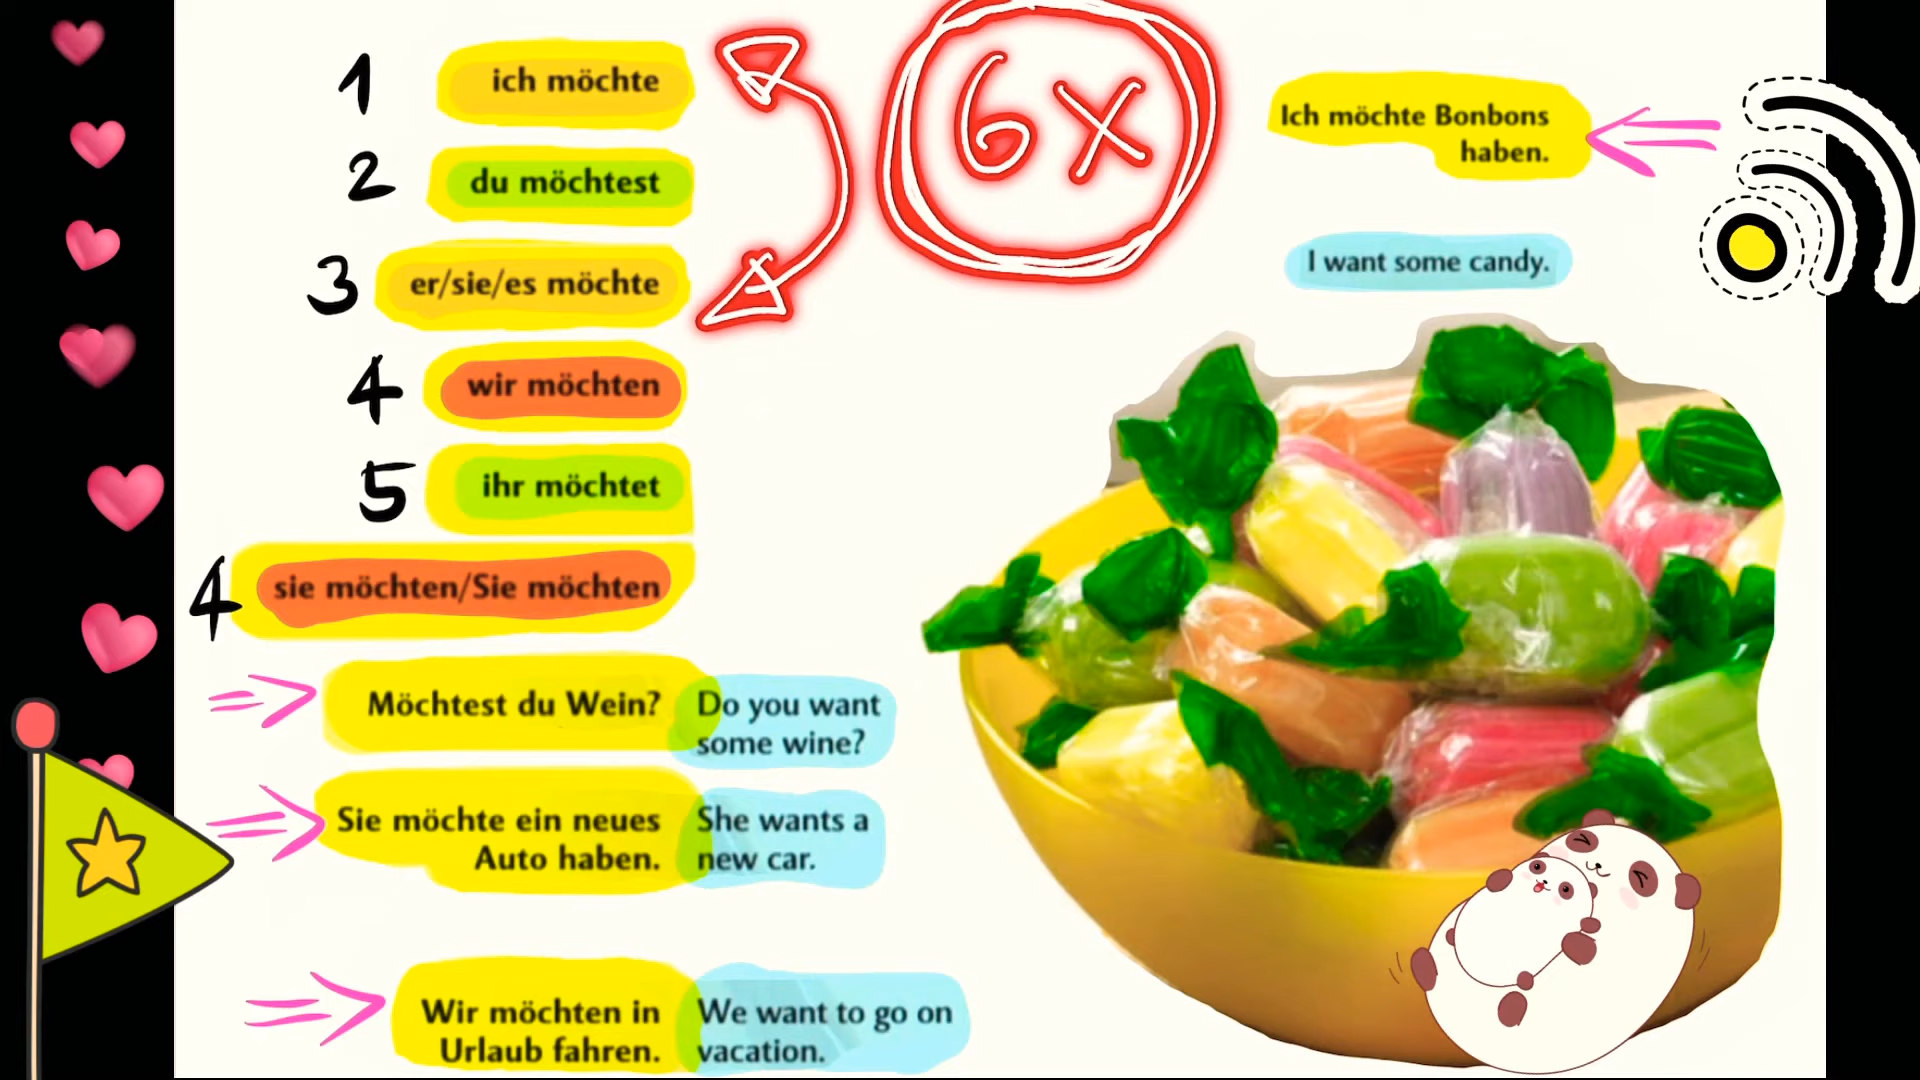 1 ich möchte
2 du möchtest
3 er/sie/es möchte
4 wir möchten
5 ihr möchtet
4 sie möchten/Sie möchten
6x
Ich möchte Bonbons
haben.
I want some candy.
Möchtest du Wein?
Do you want
some wine?
Sie möchte ein neues
Auto haben.
She wants a
new car.
Wir möchten in
Urlaub fahren.
We want to go on
vacation.